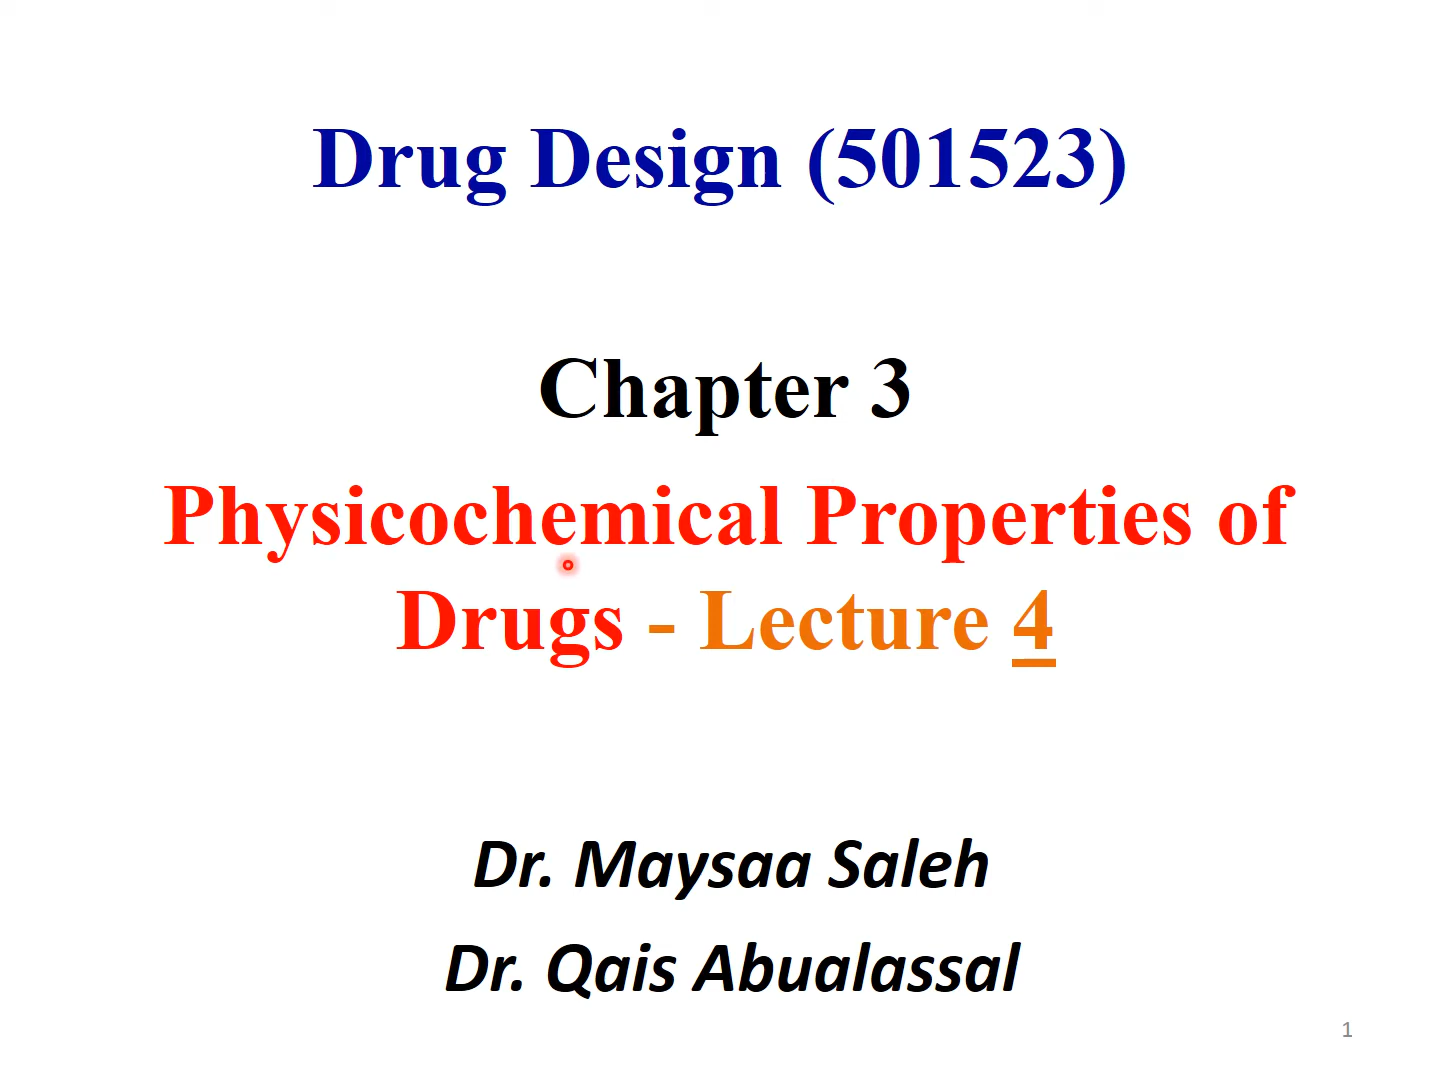 Drug Design (501523)
Chapter 3
Physicochemical Properties of
Drugs - Lecture 4
Dr. Maysaa Saleh
Dr. Qais Abualassal
1